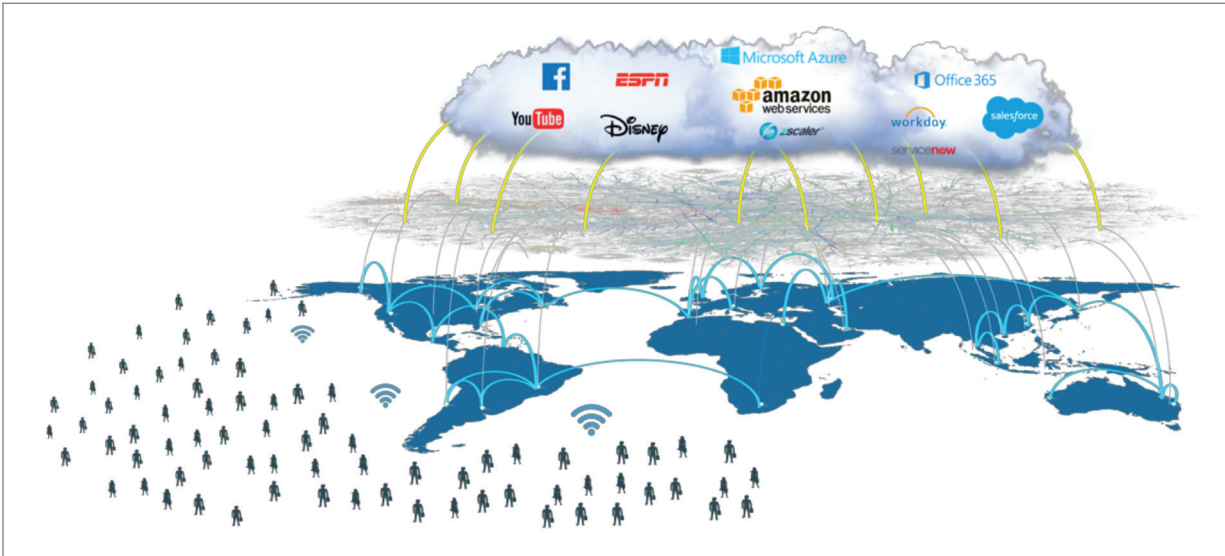 Microsoft Azure
f
ESPN
Office 365
YouTube
amazon
web services
DISNEY
zscaler
workday.
salesforce
servicenow